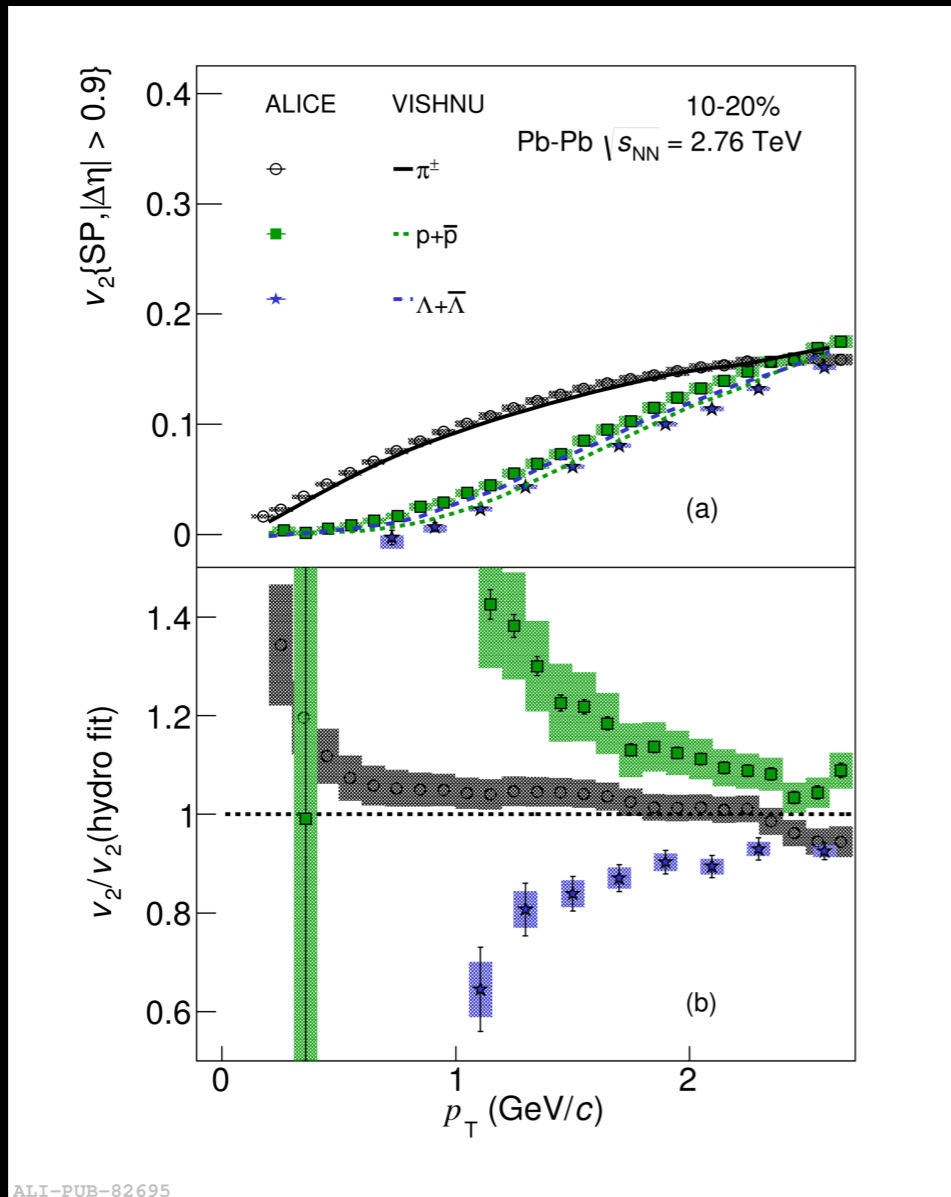 v2{SP,|Δη| > 0.9}
0.4
0.3
0.2
0.1
0
ALICE VISHNU
10-20%
Pb-Pb √sNN = 2.76 TeV
π±
p+p̅
Λ+Λ̅
(a)
v2/v2(hydro fit)
1.4
1.2
1
0.8
0.6
(b)
0 1 2
pT (GeV/c)
ALI-PUB-82695